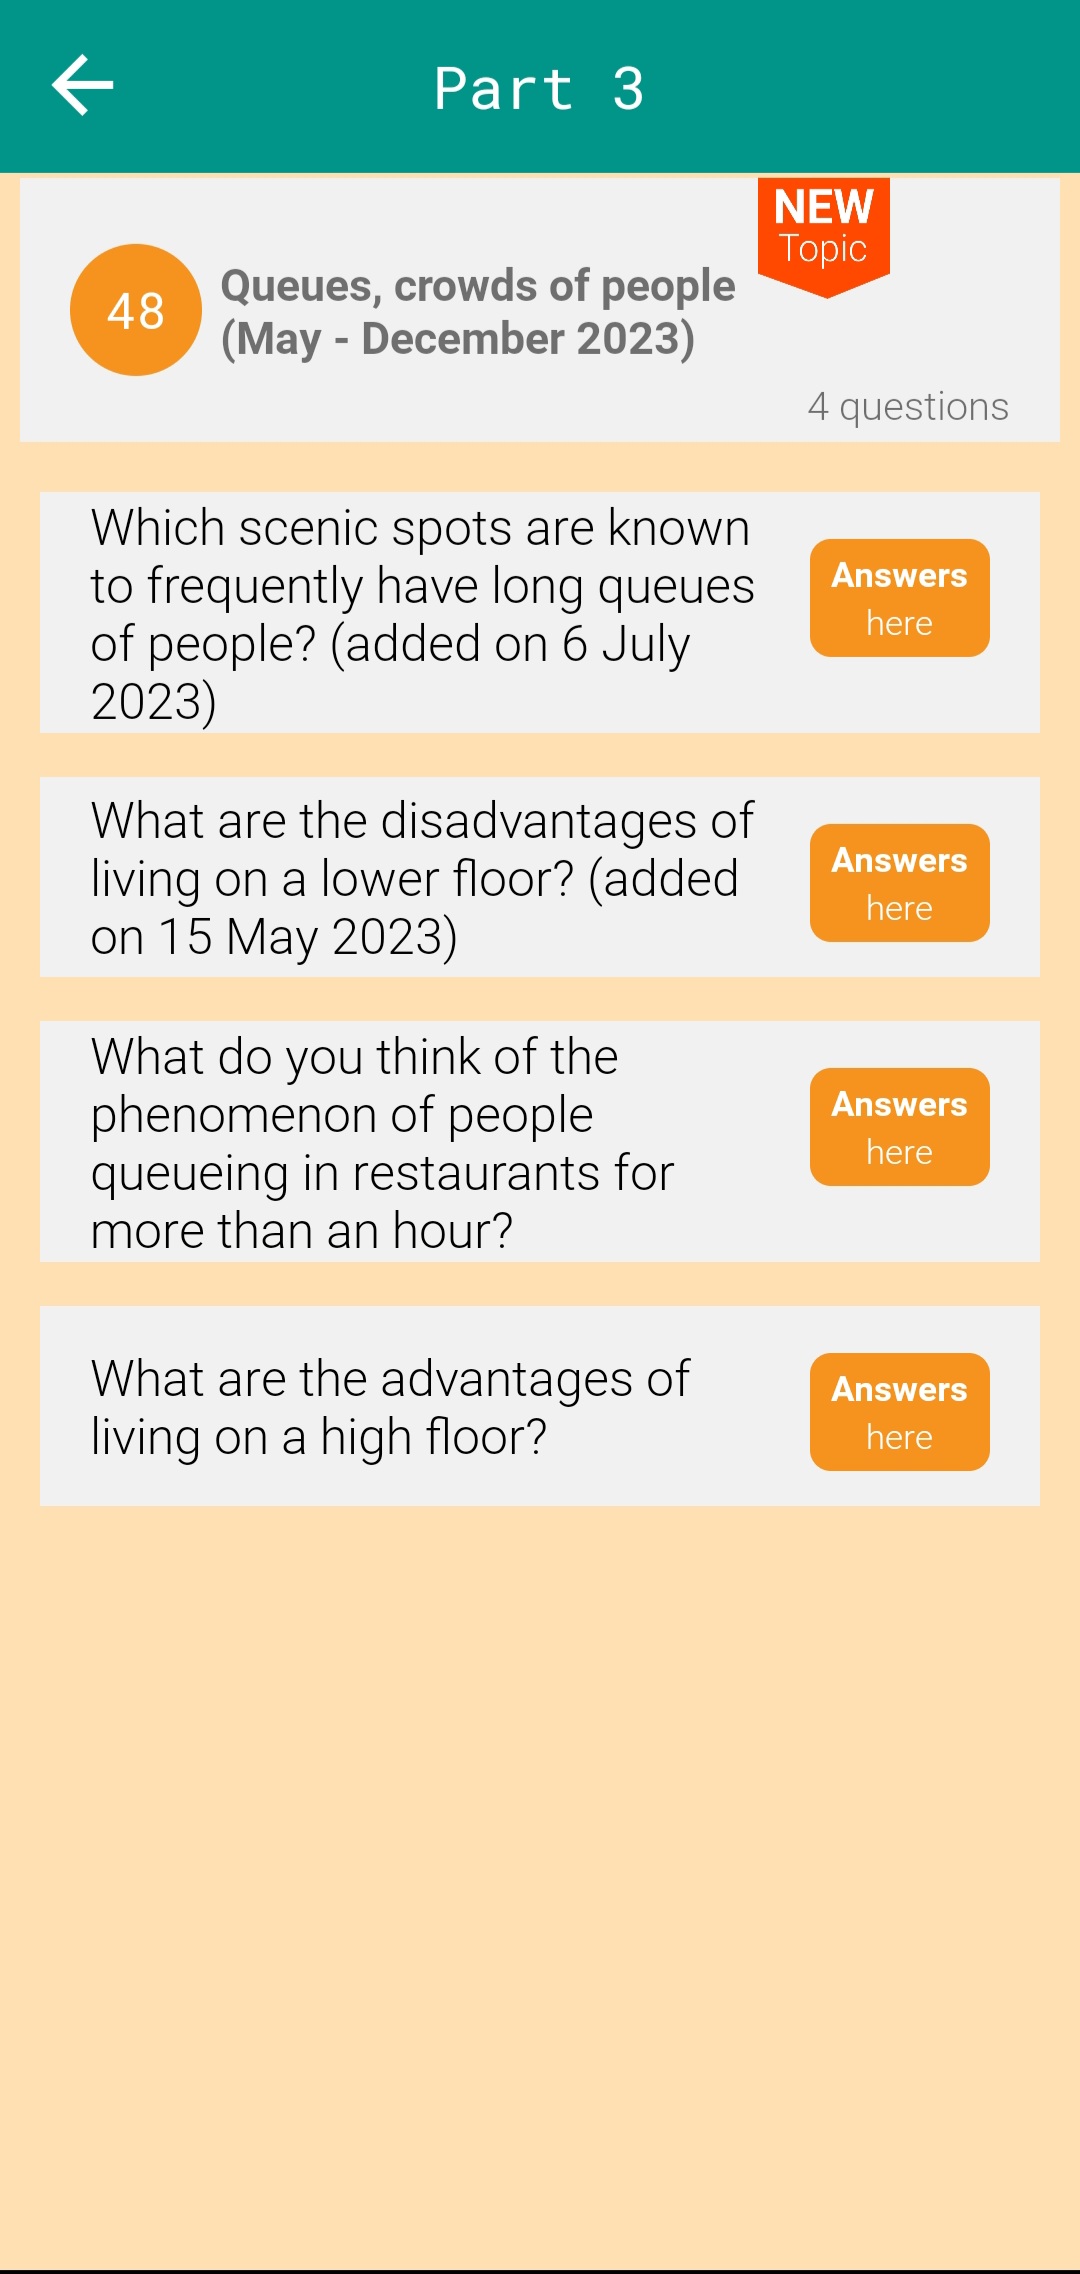 Part 3
NEW
Topic
48
Queues, crowds of people
(May - December 2023)
4 questions
Which scenic spots are known
to frequently have long queues
of people? (added on 6 July
2023)
Answers
here
What are the disadvantages of
living on a lower floor? (added
on 15 May 2023)
Answers
here
What do you think of the
phenomenon of people
queueing in restaurants for
more than an hour?
Answers
here
What are the advantages of
living on a high floor?
Answers
here